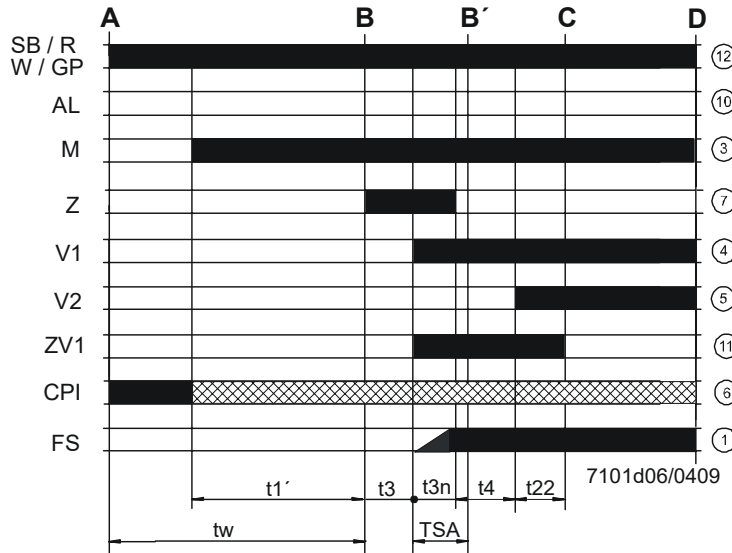 A B B´ C D
SB / R
W / GP 12
AL 10
M 3
Z 7
V1 4
V2 5
ZV1 11
CPI 6
FS 1
7101d06/0409
t1´ t3 t3n t4 t22
tw TSA